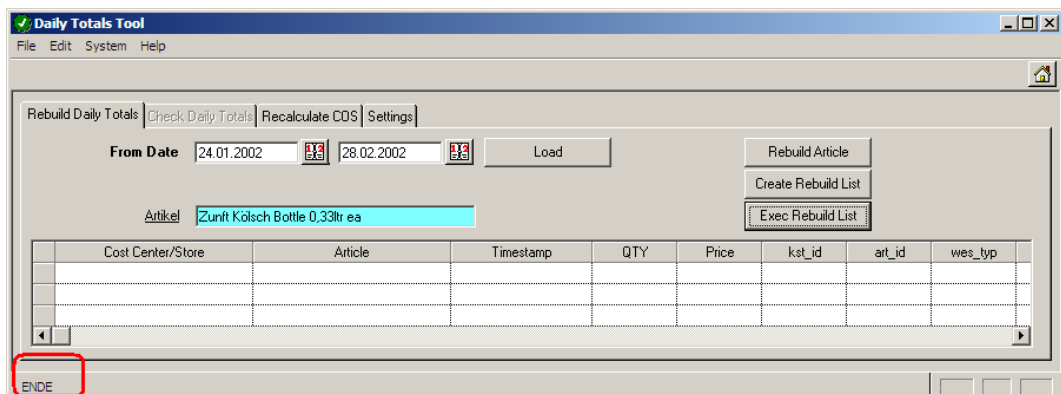 Daily Totals Tool
File Edit System Help
Rebuild Daily Totals Check Daily Totals Recalculate COS Settings
From Date 24.01.2002 28.02.2002 Load Rebuild Article
Create Rebuild List
Artikel Zunft Kölsch Bottle 0,33ltr ea Exec Rebuild List
Cost Center/Store Article Timestamp QTY Price kst_id art_id wes_typ
ENDE